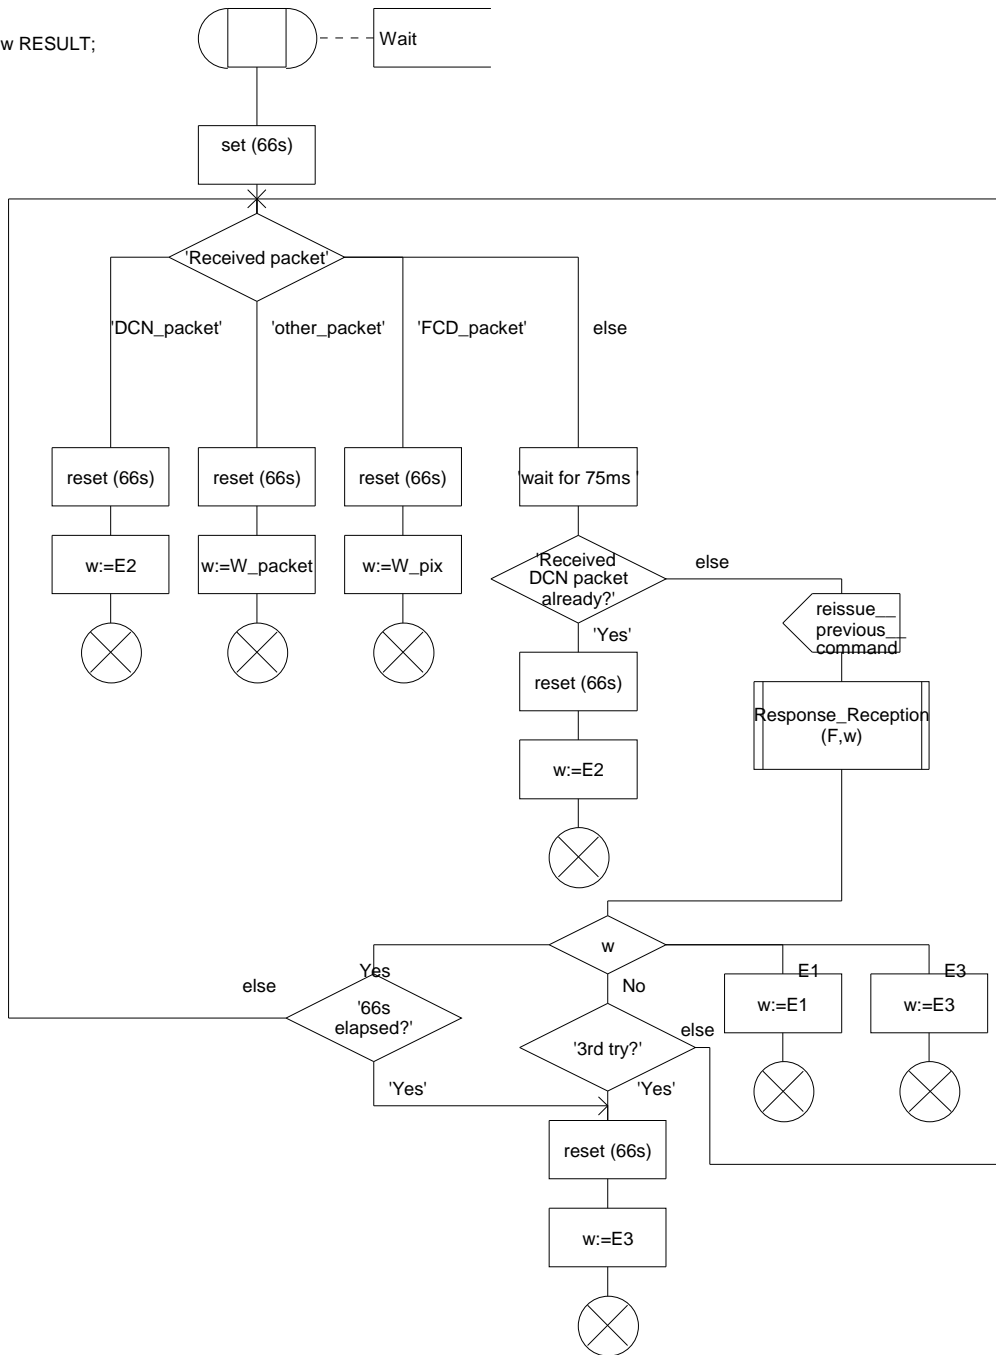 w RESULT;
Wait
set (66s)
'Received packet'
'DCN_packet'
'other_packet'
'FCD_packet'
else
reset (66s)
reset (66s)
reset (66s)
'wait for 75ms '
w:=E2
w:=W_packet
w:=W_pix
'Received
DCN packet
already?'
else
reissue__
previous__
command
'Yes'
reset (66s)
Response_Reception
(F,w)
w:=E2
w
Yes
No
E1
E3
else
'66s
elapsed?'
'3rd try?'
else
w:=E1
w:=E3
'Yes'
'Yes'
reset (66s)
w:=E3